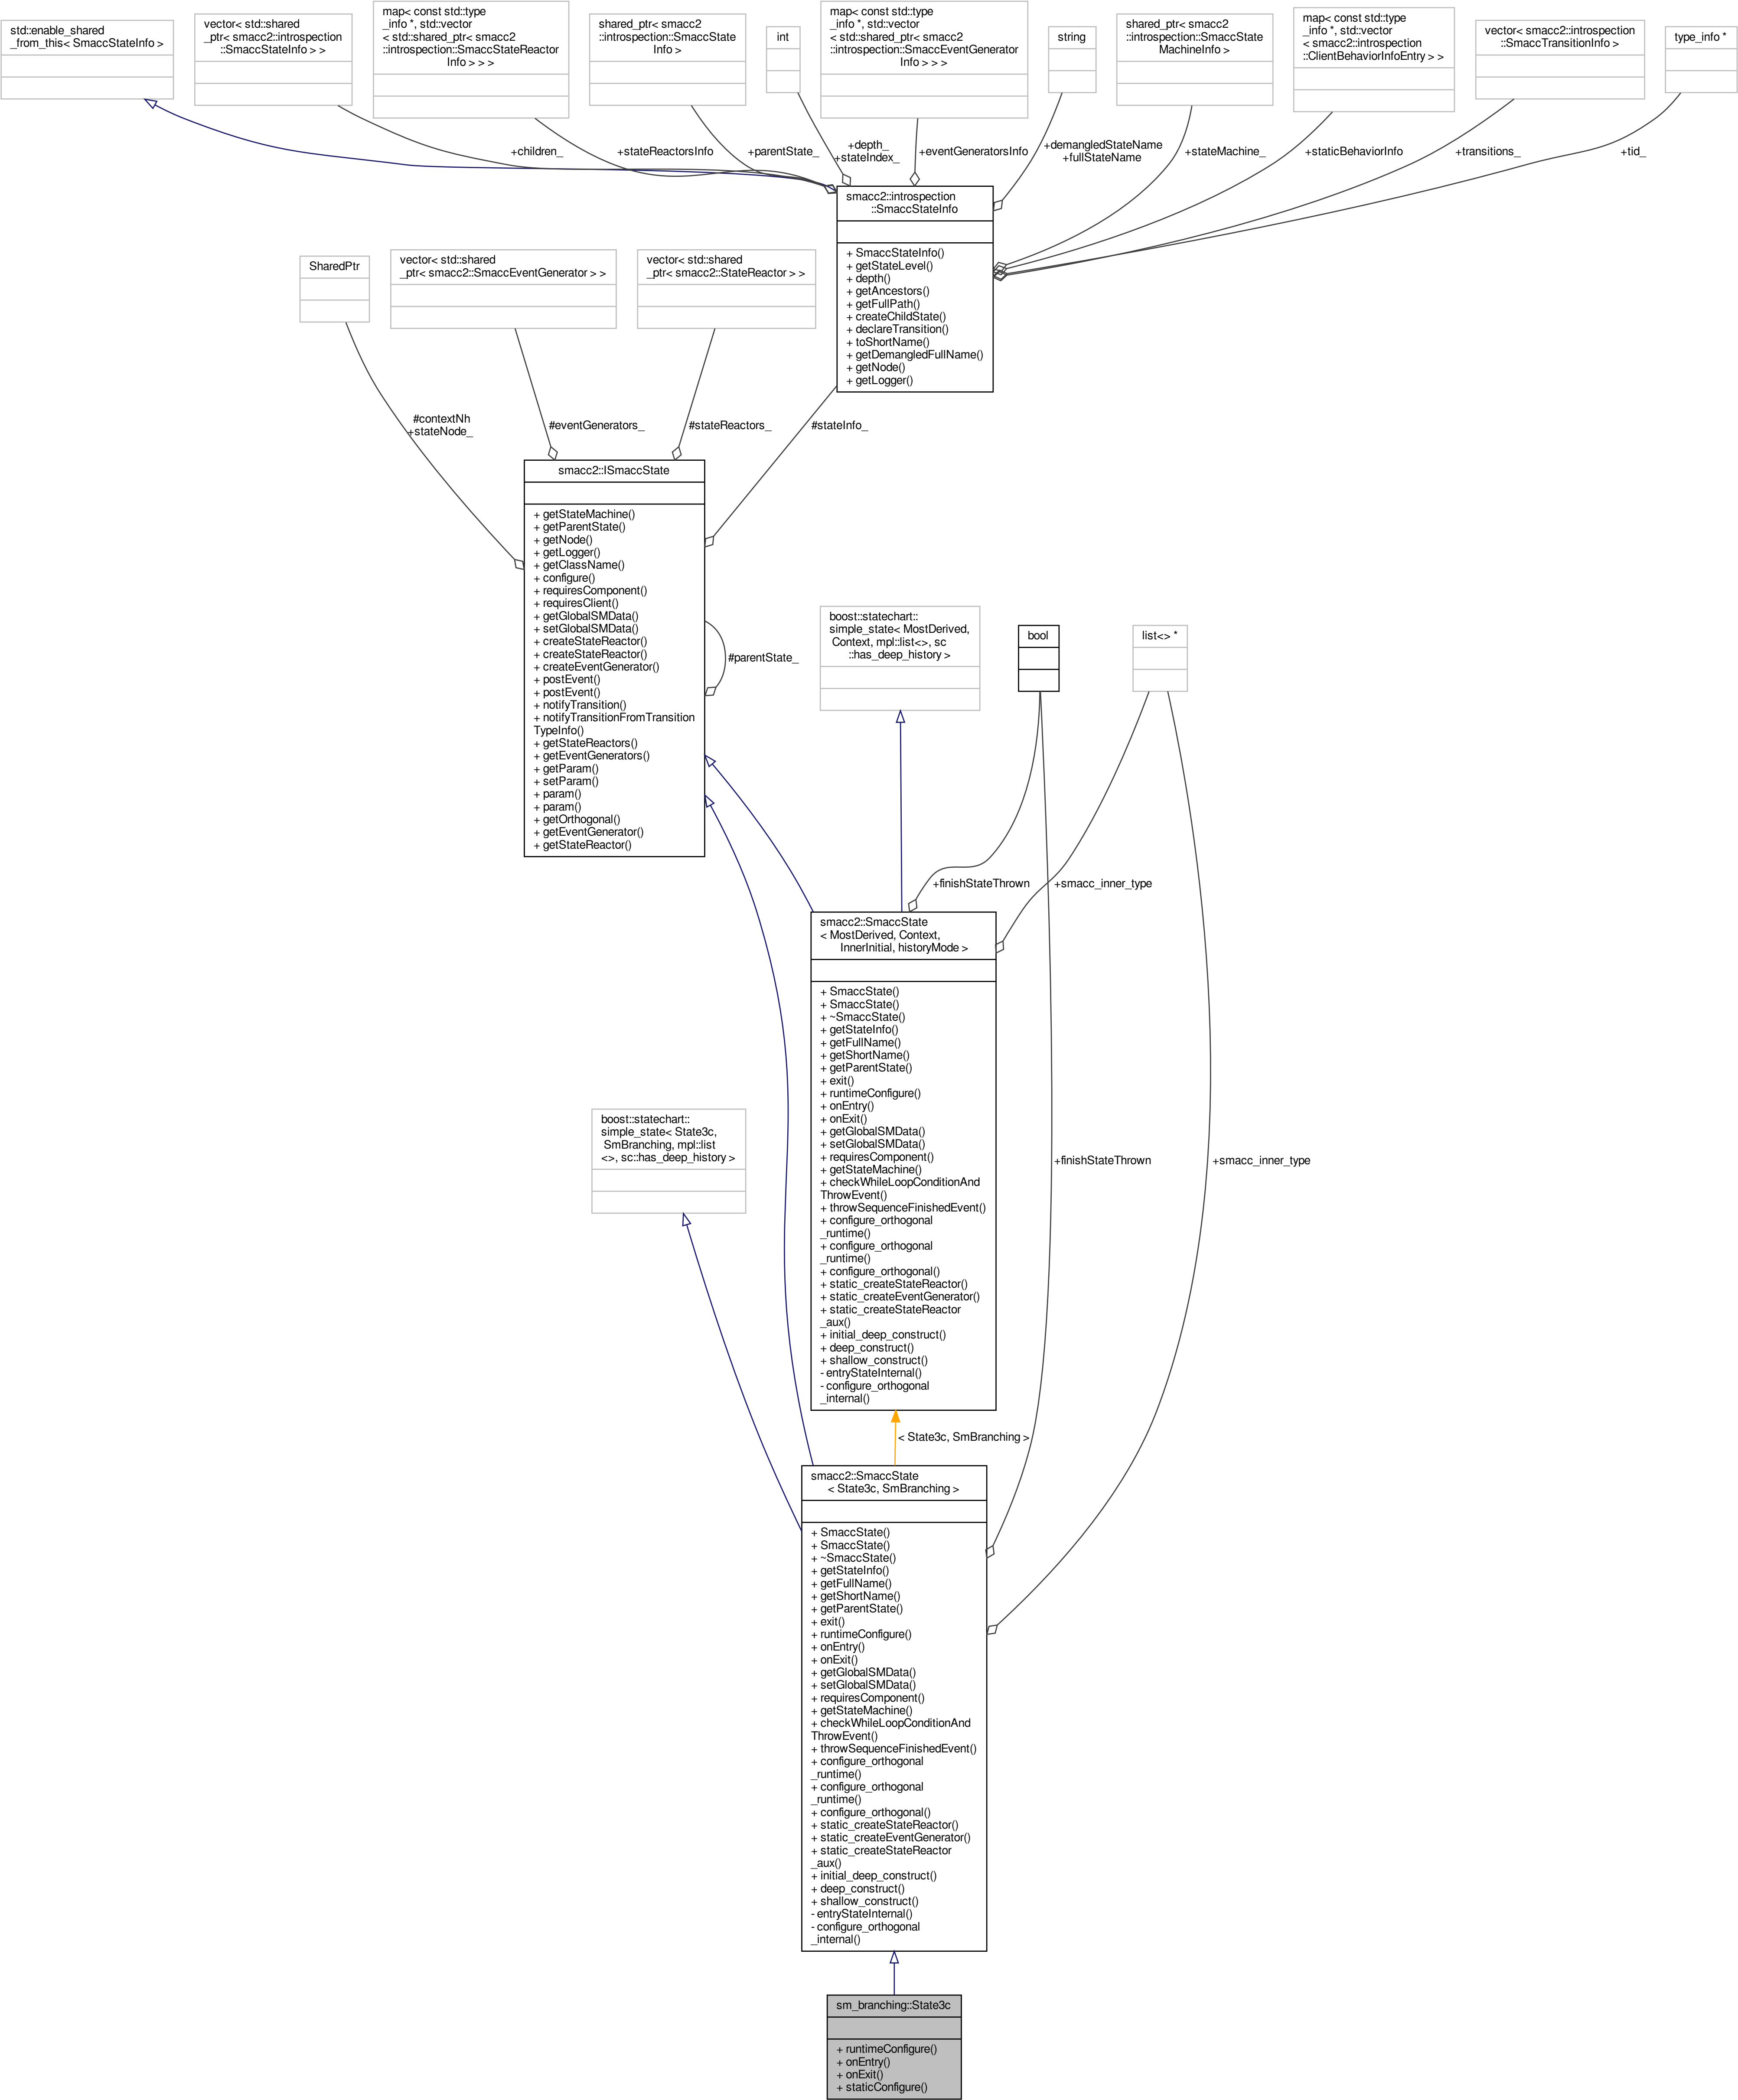 std::enable_shared
_from_this< SmaccStateInfo >
vector< std::shared
_ptr< smacc2::introspection
::SmaccStateInfo > >
map< const std::type
_info *, std::vector
< std::shared_ptr< smacc2
::introspection::SmaccStateReactor
Info > > >
shared_ptr< smacc2
::introspection::SmaccState
Info >
int
map< const std::type
_info *, std::vector
< std::shared_ptr< smacc2
::introspection::SmaccEventGenerator
Info > > >
string
shared_ptr< smacc2
::introspection::SmaccState
MachineInfo >
map< const std::type
_info *, std::vector
< smacc2::introspection
::ClientBehaviorInfoEntry > >
vector< smacc2::introspection
::SmaccTransitionInfo >
type_info *
+children_
+stateReactorsInfo
+parentState_
+depth_
+stateIndex_
+eventGeneratorsInfo
+demangledStateName
+fullStateName
+stateMachine_
+staticBehaviorInfo
+transitions_
+tid_
smacc2::introspection
::SmaccStateInfo
+ SmaccStateInfo()
+ getStateLevel()
+ depth()
+ getAncestors()
+ getFullPath()
+ createChildState()
+ declareTransition()
+ toShortName()
+ getDemangledFullName()
+ getNode()
+ getLogger()
SharedPtr
vector< std::shared
_ptr< smacc2::SmaccEventGenerator > >
vector< std::shared
_ptr< smacc2::StateReactor > >
#contextNh
+stateNode_
#eventGenerators_
#stateReactors_
#stateInfo_
smacc2::ISmaccState
+ getStateMachine()
+ getParentState()
+ getNode()
+ getLogger()
+ getClassName()
+ configure()
+ requiresComponent()
+ requiresClient()
+ getGlobalSMData()
+ setGlobalSMData()
+ createStateReactor()
+ createStateReactor()
+ createEventGenerator()
+ postEvent()
+ postEvent()
+ notifyTransition()
+ notifyTransitionFromTransition
TypeInfo()
+ getStateReactors()
+ getEventGenerators()
+ getParam()
+ setParam()
+ param()
+ param()
+ getOrthogonal()
+ getEventGenerator()
+ getStateReactor()
#parentState_
boost::statechart::
simple_state< MostDerived,
Context, mpl::list<>, sc
::has_deep_history >
bool
list<> *
+finishStateThrown
+smacc_inner_type
smacc2::SmaccState
< MostDerived, Context,
InnerInitial, historyMode >
+ SmaccState()
+ SmaccState()
+ ~SmaccState()
+ getStateInfo()
+ getFullName()
+ getShortName()
+ getParentState()
+ exit()
+ runtimeConfigure()
+ onEntry()
+ onExit()
+ getGlobalSMData()
+ setGlobalSMData()
+ requiresComponent()
+ getStateMachine()
+ checkWhileLoopConditionAnd
ThrowEvent()
+ throwSequenceFinishedEvent()
+ configure_orthogonal
_runtime()
+ configure_orthogonal
_runtime()
+ configure_orthogonal()
+ static_createStateReactor()
+ static_createEventGenerator()
+ static_createStateReactor
_aux()
+ initial_deep_construct()
+ deep_construct()
+ shallow_construct()
- entryStateInternal()
- configure_orthogonal
_internal()
boost::statechart::
simple_state< State3c,
SmBranching, mpl::list
<>, sc::has_deep_history >
+finishStateThrown
+smacc_inner_type
< State3c, SmBranching >
smacc2::SmaccState
< State3c, SmBranching >
+ SmaccState()
+ SmaccState()
+ ~SmaccState()
+ getStateInfo()
+ getFullName()
+ getShortName()
+ getParentState()
+ exit()
+ runtimeConfigure()
+ onEntry()
+ onExit()
+ getGlobalSMData()
+ setGlobalSMData()
+ requiresComponent()
+ getStateMachine()
+ checkWhileLoopConditionAnd
ThrowEvent()
+ throwSequenceFinishedEvent()
+ configure_orthogonal
_runtime()
+ configure_orthogonal
_runtime()
+ configure_orthogonal()
+ static_createStateReactor()
+ static_createEventGenerator()
+ static_createStateReactor
_aux()
+ initial_deep_construct()
+ deep_construct()
+ shallow_construct()
- entryStateInternal()
- configure_orthogonal
_internal()
sm_branching::State3c
+ runtimeConfigure()
+ onEntry()
+ onExit()
+ staticConfigure()